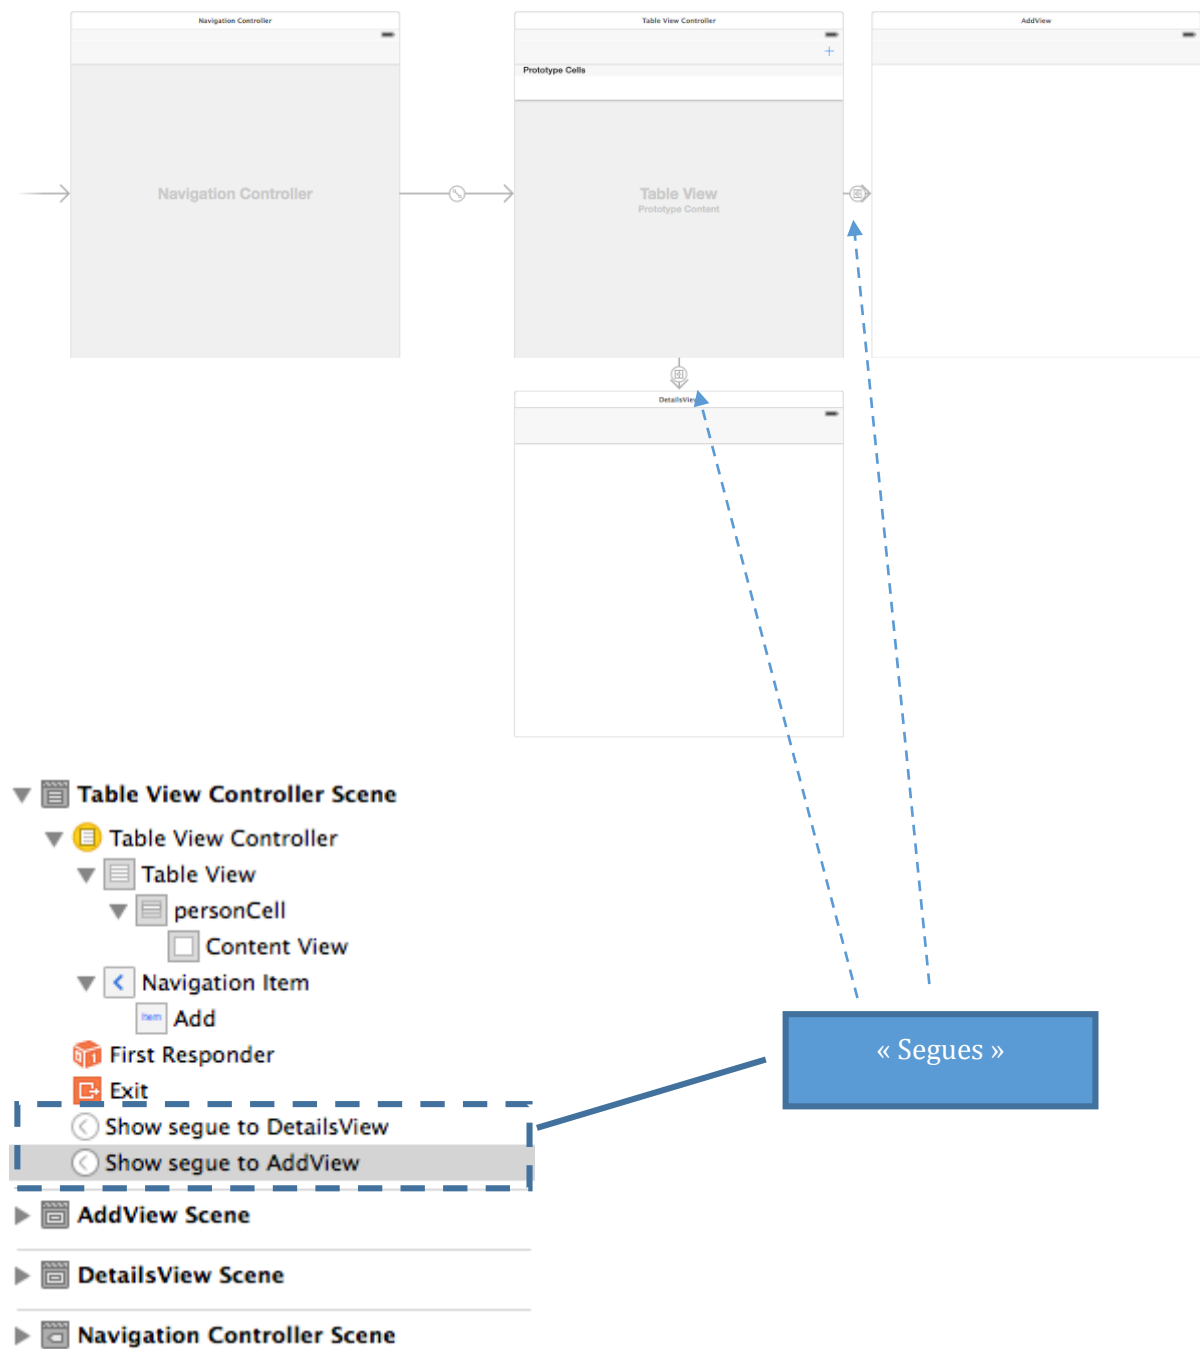 Navigation Controller
Table View Controller
AddView
+
Prototype Cells
Navigation Controller
Table View
Prototype Content
DetailsView
Table View Controller Scene
Table View Controller
Table View
personCell
Content View
Navigation Item
Item Add
First Responder
Exit
Show segue to DetailsView
Show segue to AddView
AddView Scene
DetailsView Scene
Navigation Controller Scene
« Segues »